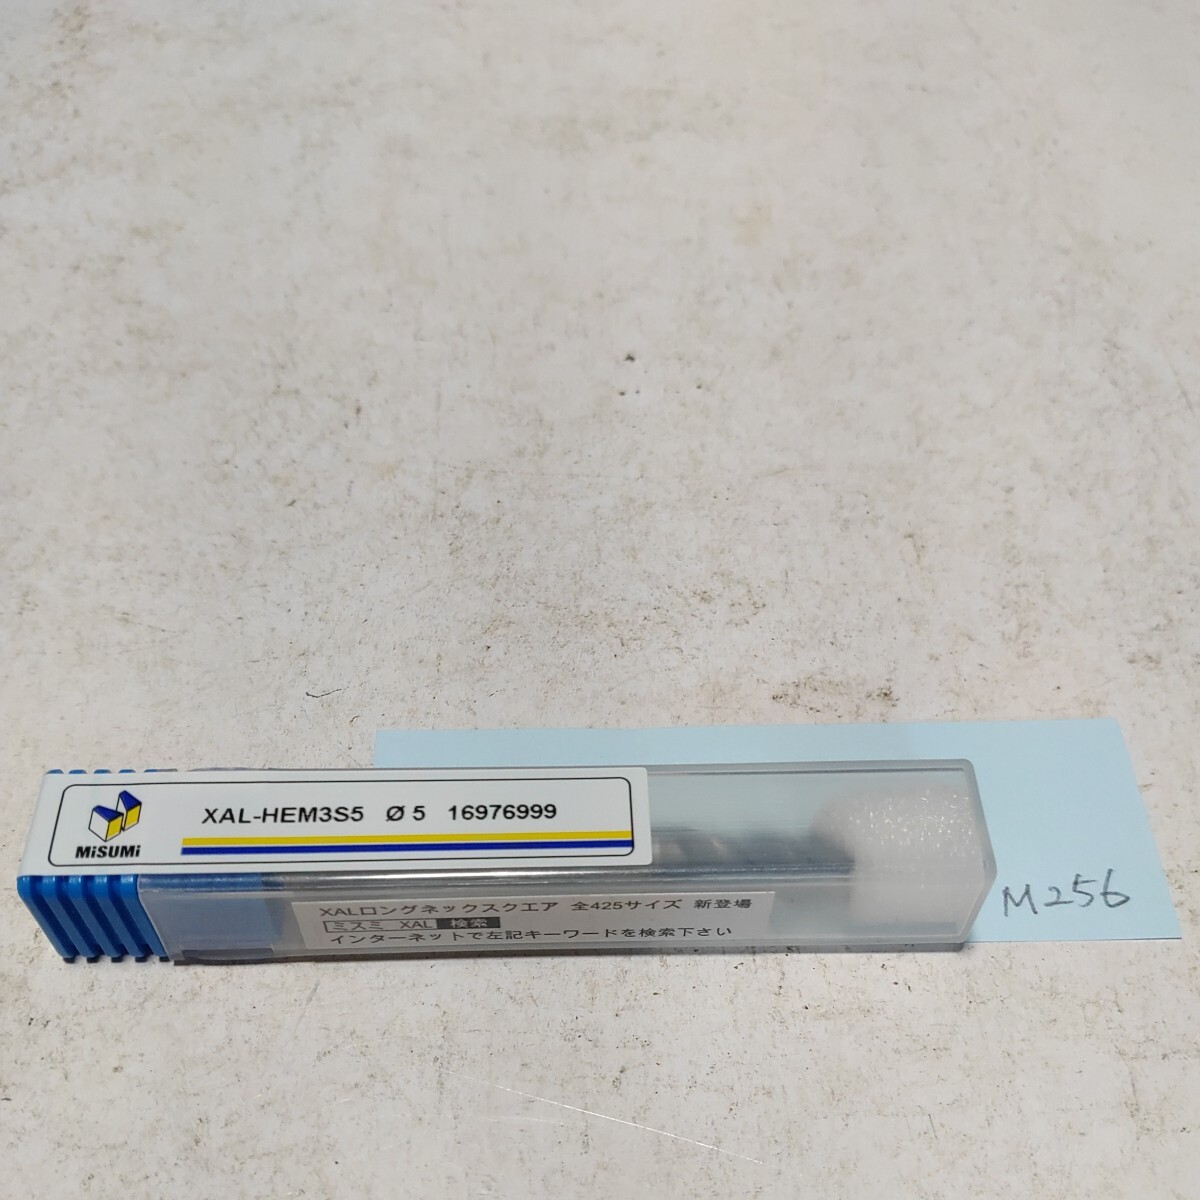 MiSUMi
XAL-HEM3S5 Ø 5 16976999
XALロングネックスクエア 全425サイズ 新登場
ミスミ XAL 検索
インターネットで左記キーワードを検索下さい
M256